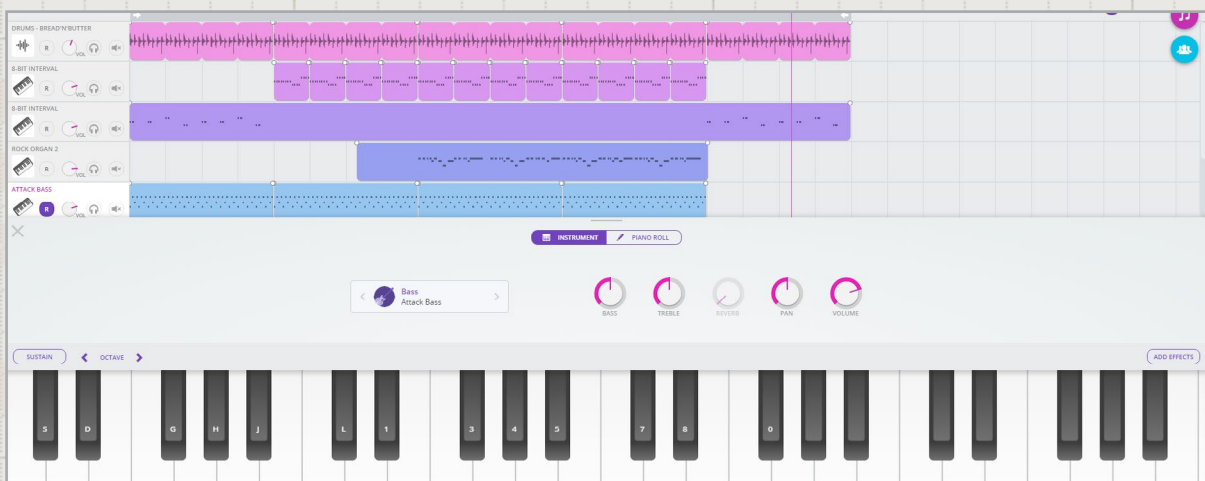 DRUMS - BREAD'N'BUTTER
R VOL
8-BIT INTERVAL
R VOL
8-BIT INTERVAL
R VOL
ROCK ORGAN 2
R VOL
ATTACK BASS
R VOL
INSTRUMENT PIANO ROLL
Bass
Attack Bass
BASS TREBLE REVERB PAN VOLUME
SUSTAIN OCTAVE ADD EFFECTS
S D G H J L 1 3 4 5 7 8 0